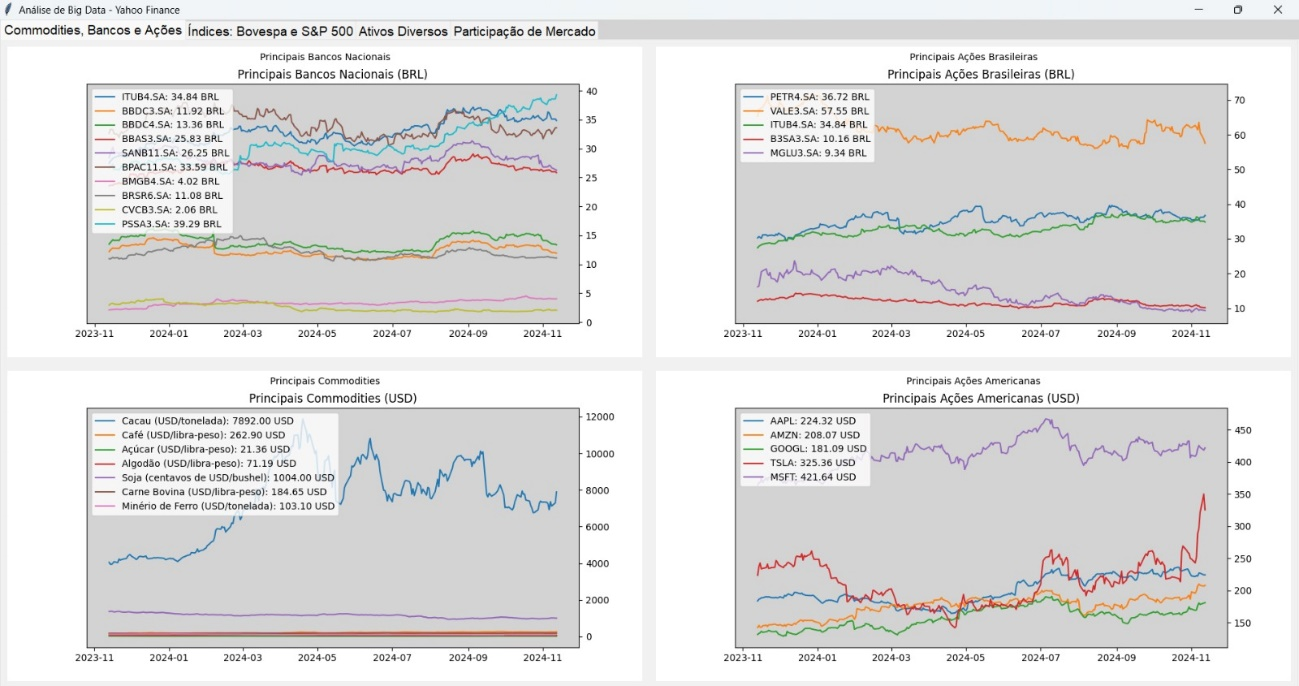 Análise de Big Data - Yahoo Finance
Commodities, Bancos e Ações Índices: Bovespa e S&P 500 Ativos Diversos Participação de Mercado
Principais Bancos Nacionais
Principais Bancos Nacionais (BRL)
ITUB4.SA: 34.84 BRL
BBDC3.SA: 11.92 BRL
BBDC4.SA: 13.36 BRL
BBAS3.SA: 25.83 BRL
SANB11.SA: 26.25 BRL
BPAC11.SA: 33.59 BRL
BMGB4.SA: 4.02 BRL
BRSR6.SA: 11.08 BRL
CVCB3.SA: 2.06 BRL
PSSA3.SA: 39.29 BRL
40
35
30
25
20
15
10
5
0
2023-11 2024-01 2024-03 2024-05 2024-07 2024-09 2024-11
Principais Ações Brasileiras
Principais Ações Brasileiras (BRL)
PETR4.SA: 36.72 BRL
VALE3.SA: 57.55 BRL
ITUB4.SA: 34.84 BRL
B3SA3.SA: 10.16 BRL
MGLU3.SA: 9.34 BRL
70
60
50
40
30
20
10
2023-11 2024-01 2024-03 2024-05 2024-07 2024-09 2024-11
Principais Commodities
Principais Commodities (USD)
Cacau (USD/tonelada): 7892.00 USD
Café (USD/libra-peso): 262.90 USD
Açúcar (USD/libra-peso): 21.36 USD
Algodão (USD/libra-peso): 71.19 USD
Soja (centavos de USD/bushel): 1004.00 USD
Carne Bovina (USD/libra-peso): 184.65 USD
Minério de Ferro (USD/tonelada): 103.10 USD
12000
10000
8000
6000
4000
2000
0
2023-11 2024-01 2024-03 2024-05 2024-07 2024-09 2024-11
Principais Ações Americanas
Principais Ações Americanas (USD)
AAPL: 224.32 USD
AMZN: 208.07 USD
GOOGL: 181.09 USD
TSLA: 325.36 USD
MSFT: 421.64 USD
450
400
350
300
250
200
150
2023-11 2024-01 2024-03 2024-05 2024-07 2024-09 2024-11